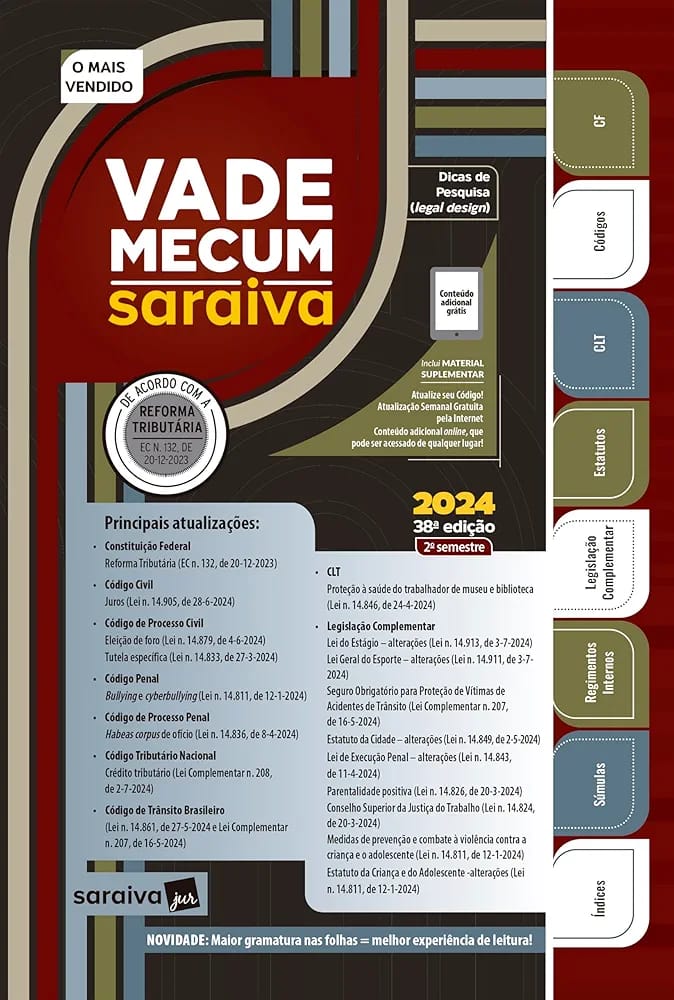 O MAIS
VENDIDO
VADE
MECUM
saraiva
Dicas de
Pesquisa
(legal design)
Conteúdo
adicional
grátis
Inclui MATERIAL
SUPLEMENTAR
Atualize seu Código!
Atualização Semanal Gratuita
pela Internet
Conteúdo adicional online, que
pode ser acessado de qualquer lugar!
DE ACORDO COM A
REFORMA
TRIBUTÁRIA
EC N. 132, DE
20-12-2023
2024
38ª edição
2º semestre
Principais atualizações:
• Constituição Federal
Reforma Tributária (EC n. 132, de 20-12-2023)
• Código Civil
Juros (Lei n. 14.905, de 28-6-2024)
• Código de Processo Civil
Eleição de foro (Lei n. 14.879, de 4-6-2024)
Tutela específica (Lei n. 14.833, de 27-3-2024)
• Código Penal
Bullying e cyberbullying (Lei n. 14.811, de 12-1-2024)
• Código de Processo Penal
Habeas corpus de ofício (Lei n. 14.836, de 8-4-2024)
• Código Tributário Nacional
Crédito tributário (Lei Complementar n. 208,
de 2-7-2024)
• Código de Trânsito Brasileiro
(Lei n. 14.861, de 27-5-2024 e Lei Complementar
n. 207, de 16-5-2024)
• CLT
Proteção à saúde do trabalhador de museu e biblioteca
(Lei n. 14.846, de 24-4-2024)
• Legislação Complementar
Lei do Estágio – alterações (Lei n. 14.913, de 3-7-2024)
Lei Geral do Esporte – alterações (Lei n. 14.911, de 3-7-
2024)
Seguro Obrigatório para Proteção de Vítimas de
Acidentes de Trânsito (Lei Complementar n. 207,
de 16-5-2024)
Estatuto da Cidade – alterações (Lei n. 14.849, de 2-5-2024)
Lei de Execução Penal – alterações (Lei n. 14.843,
de 11-4-2024)
Parentalidade positiva (Lei n. 14.826, de 20-3-2024)
Conselho Superior da Justiça do Trabalho (Lei n. 14.824,
de 20-3-2024)
Medidas de prevenção e combate à violência contra a
criança e o adolescente (Lei n. 14.811, de 12-1-2024)
Estatuto da Criança e do Adolescente -alterações (Lei
n. 14.811, de 12-1-2024)
saraiva jur
NOVIDADE: Maior gramatura nas folhas = melhor experiência de leitura!
CF
Códigos
CLT
Estatutos
Legislação
Complementar
Regimentos
Internos
Súmulas
Índices